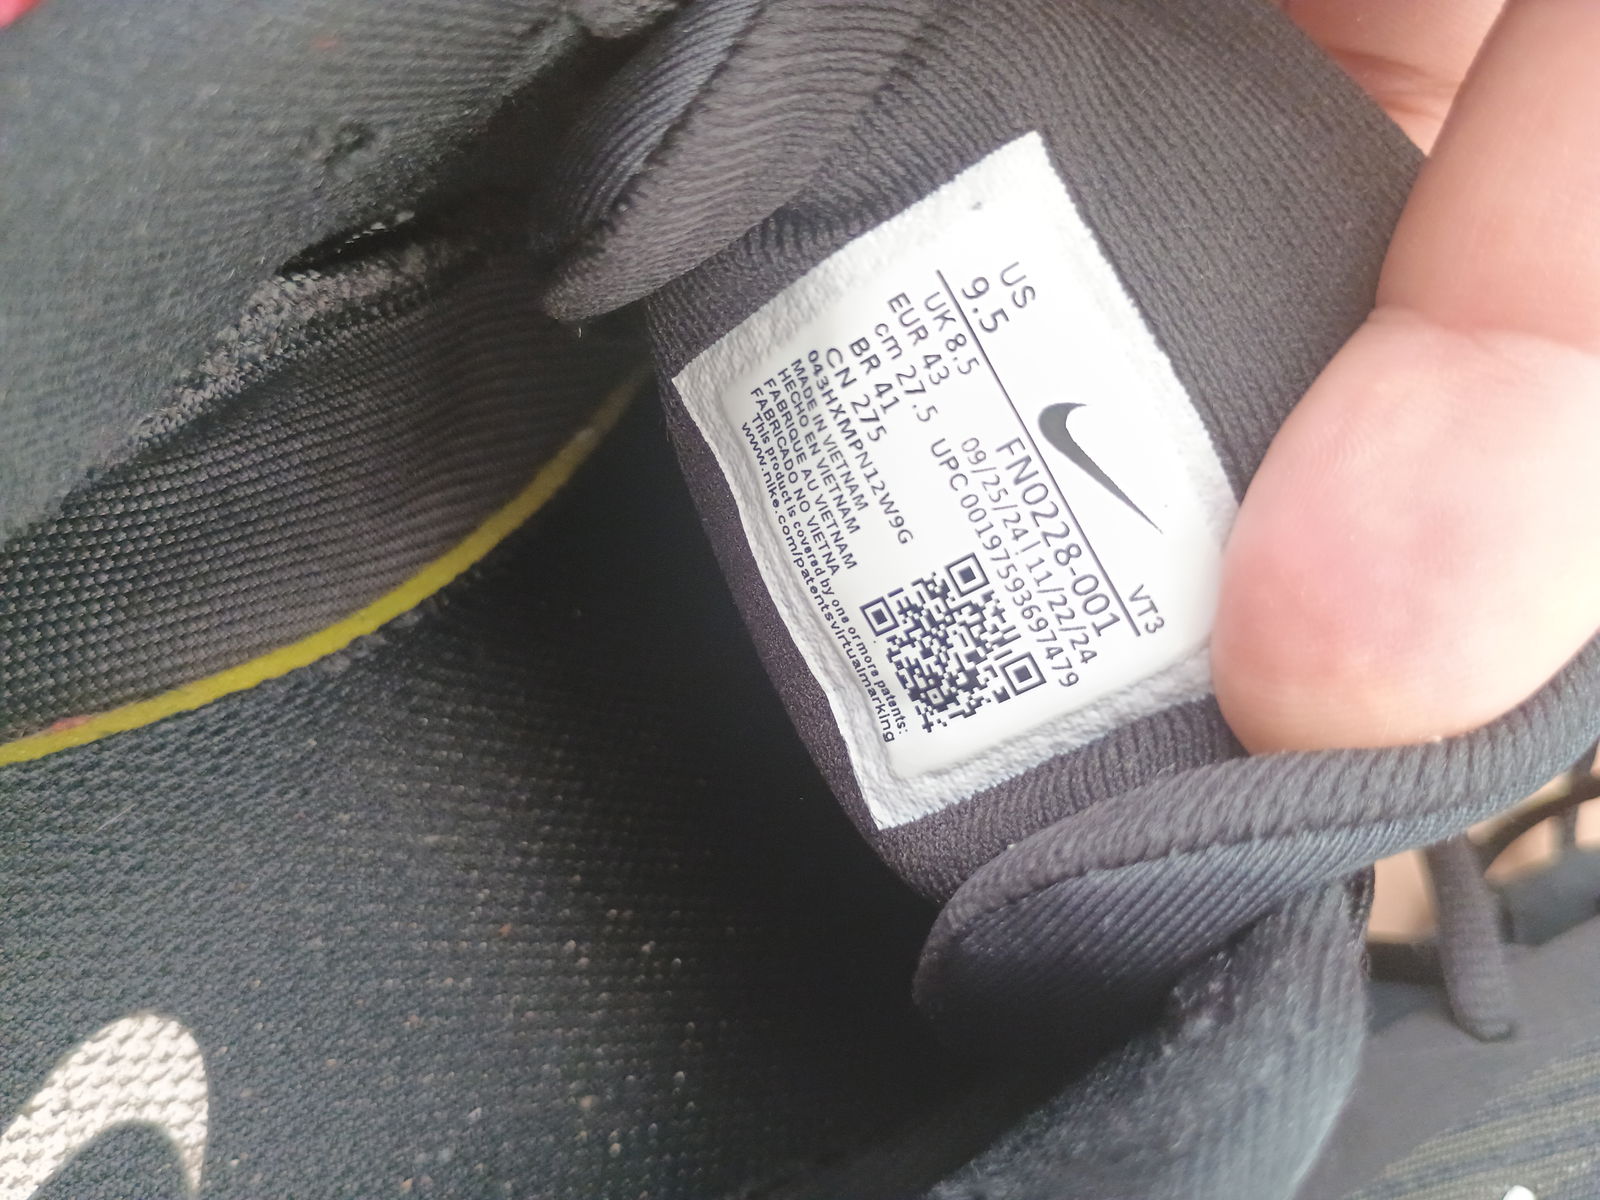 US
9.5
VT3
UK 8.5
EUR 43
cm 27.5
BR 41
CN 275
FN0228-001
09/25/24 | 11/22/24
UPC 00197593697479
043HXMPN12W9G
MADE IN VIETNAM
HECHO EN VIETNAM
FABRIQUE AU VIETNAM
FABRICADO NO VIETNA
This product is covered by one or more patents:
www.nike.com/patentsvirtualmarking